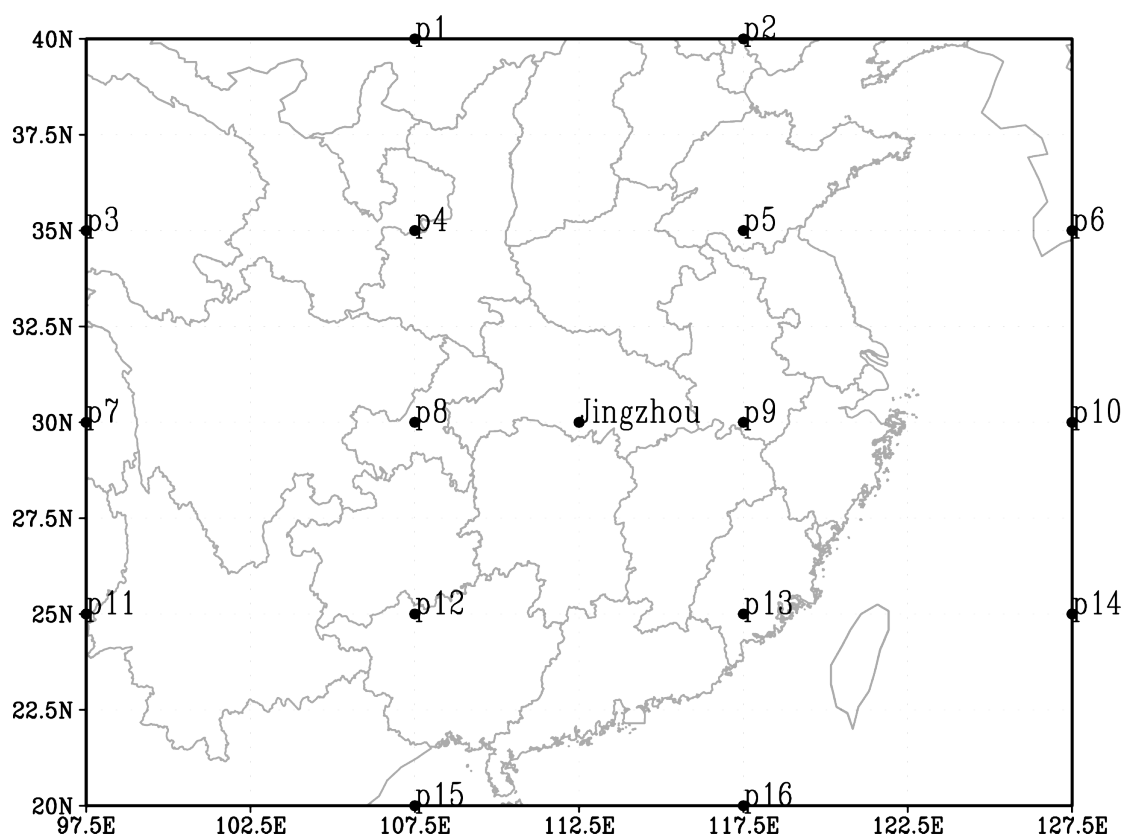 p1 p2
40N
37.5N
p3 p4 p5 p6
35N
32.5N
p7 p8 Jingzhou p9 p10
30N
27.5N
p11 p12 p13 p14
25N
22.5N
p15 p16
20N
97.5E 102.5E 107.5E 112.5E 117.5E 122.5E 127.5E